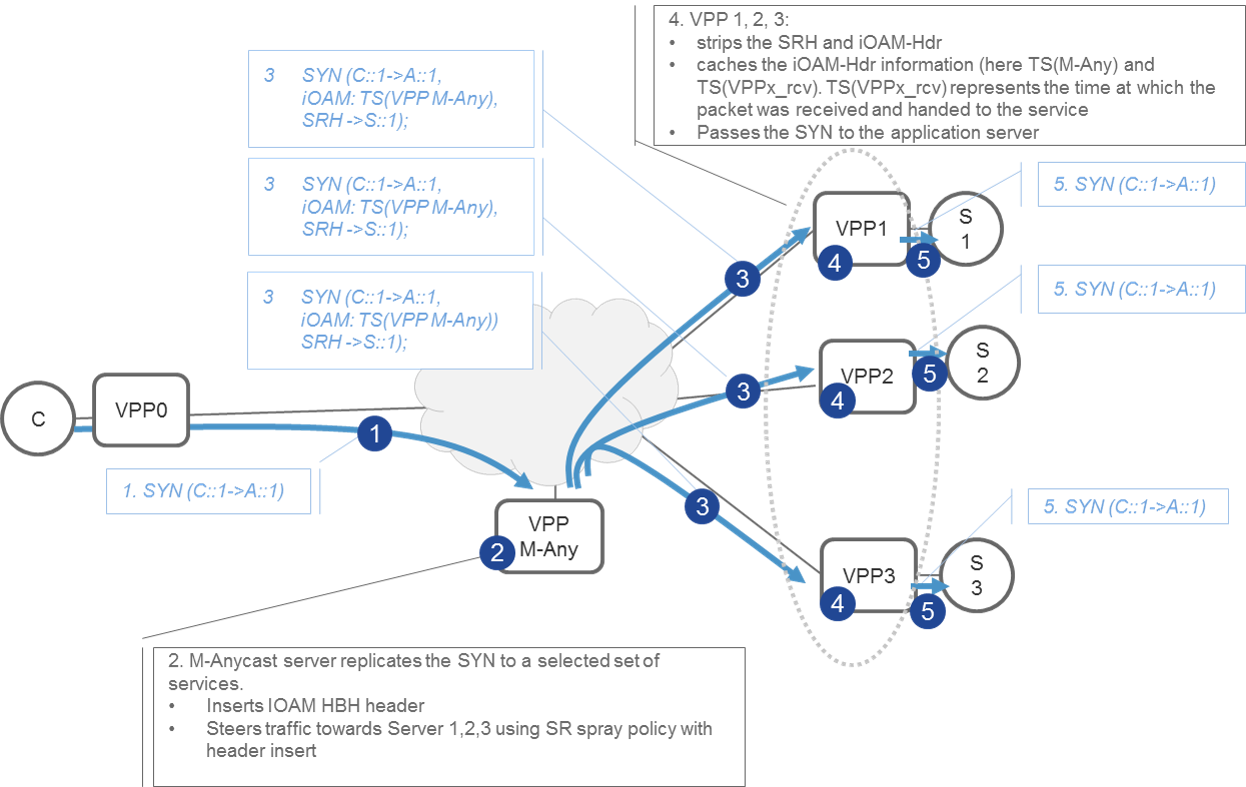 4. VPP 1, 2, 3:
• strips the SRH and iOAM-Hdr
• caches the iOAM-Hdr information (here TS(M-Any) and
TS(VPPx_rcv). TS(VPPx_rcv) represents the time at which the
packet was received and handed to the service
• Passes the SYN to the application server
3 SYN (C::1->A::1,
iOAM: TS(VPP M-Any),
SRH ->S::1);
3 SYN (C::1->A::1,
iOAM: TS(VPP M-Any),
SRH ->S::1);
3 SYN (C::1->A::1,
iOAM: TS(VPP M-Any))
SRH ->S::1);
5. SYN (C::1->A::1)
VPP1
S
1
4
5
3
5. SYN (C::1->A::1)
VPP2
S
2
4
5
3
C
VPP0
1
1. SYN (C::1->A::1)
3
5. SYN (C::1->A::1)
VPP
M-Any
2
VPP3
S
3
4
5
2. M-Anycast server replicates the SYN to a selected set of
services.
• Inserts IOAM HBH header
• Steers traffic towards Server 1,2,3 using SR spray policy with
header insert